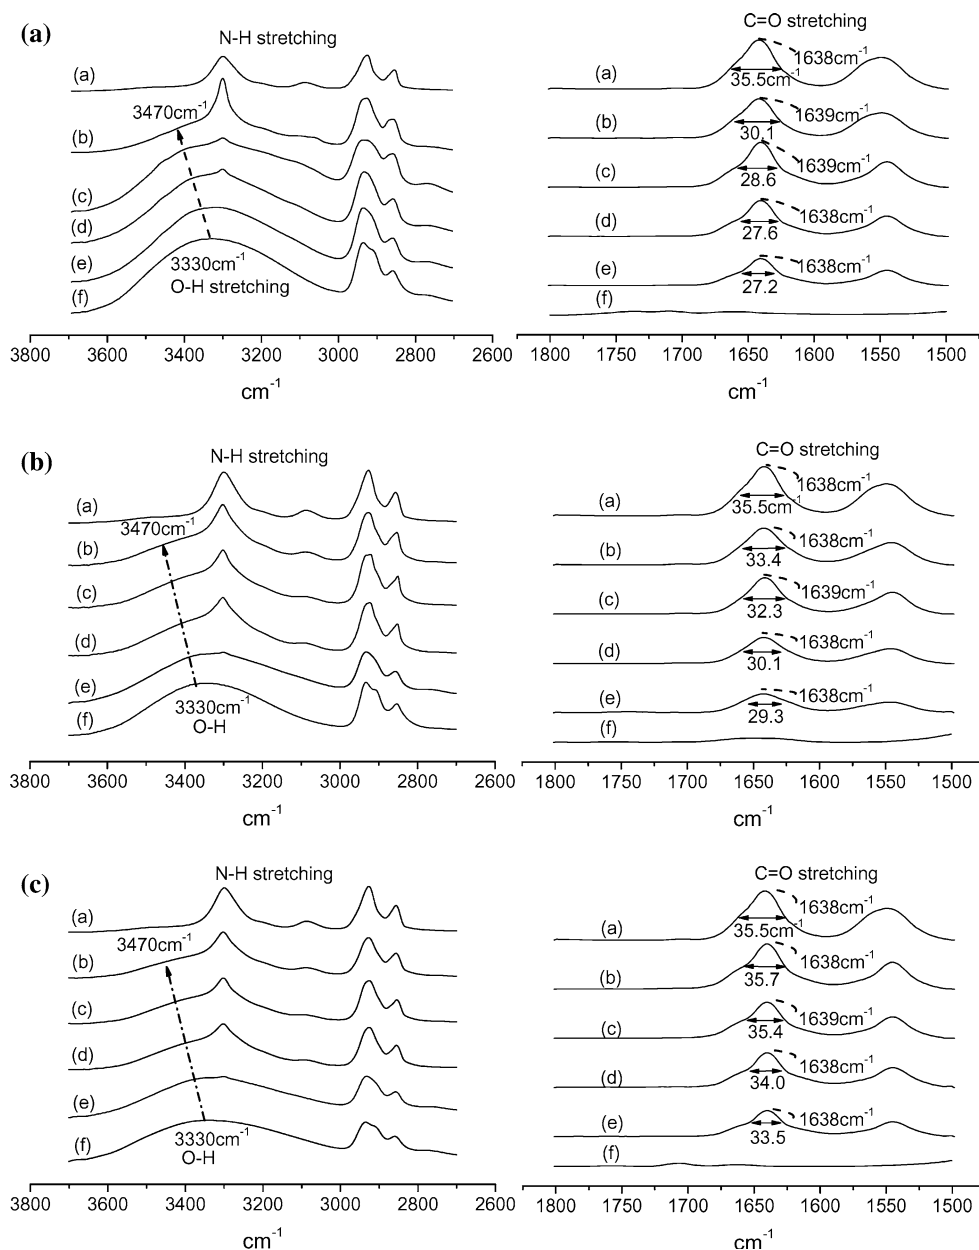 (a)
N-H stretching
(a)
3470cm-1
(b)
(c)
(d)
(e)
3330cm-1
O-H stretching
(f)
3800 3600 3400 3200 3000 2800 2600
cm-1
C=O stretching
(a)
1638cm-1
35.5cm-1
(b)
1639cm-1
30.1
(c)
1639cm-1
28.6
(d)
1638cm-1
27.6
(e)
1638cm-1
27.2
(f)
1800 1750 1700 1650 1600 1550 1500
cm-1
(b)
N-H stretching
(a)
3470cm-1
(b)
(c)
(d)
(e)
3330cm-1
O-H
(f)
3800 3600 3400 3200 3000 2800 2600
cm-1
C=O stretching
(a)
1638cm-1
35.5cm-1
(b)
1638cm-1
33.4
(c)
1639cm-1
32.3
(d)
1638cm-1
30.1
(e)
1638cm-1
29.3
(f)
1800 1750 1700 1650 1600 1550 1500
cm-1
(c)
N-H stretching
(a)
3470cm-1
(b)
(c)
(d)
(e)
3330cm-1
O-H
(f)
3800 3600 3400 3200 3000 2800 2600
cm-1
C=O stretching
(a)
1638cm-1
35.5cm-1
(b)
1638cm-1
35.7
(c)
1639cm-1
35.4
(d)
1638cm-1
34.0
(e)
1638cm-1
33.5
(f)
1800 1750 1700 1650 1600 1550 1500
cm-1